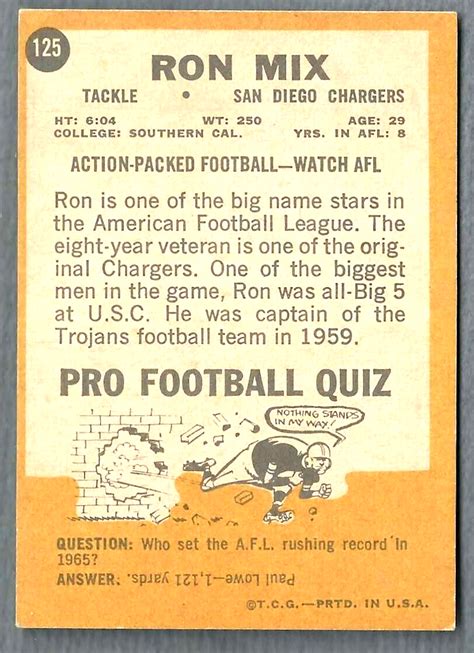 125
RON MIX
TACKLE • SAN DIEGO CHARGERS
HT: 6:04 WT: 250 AGE: 29
COLLEGE: SOUTHERN CAL. YRS. IN AFL: 8
ACTION-PACKED FOOTBALL—WATCH AFL
Ron is one of the big name stars in
the American Football League. The
eight-year veteran is one of the orig-
inal Chargers. One of the biggest
men in the game, Ron was all-Big 5
at U.S.C. He was captain of the
Trojans football team in 1959.
PRO FOOTBALL QUIZ
NOTHING STANDS
IN MY WAY!
QUESTION: Who set the A.F.L. rushing record in
1965?
ANSWER: Paul Lowe—1,121 yards.
©T.C.G.—PRTD. IN U.S.A.